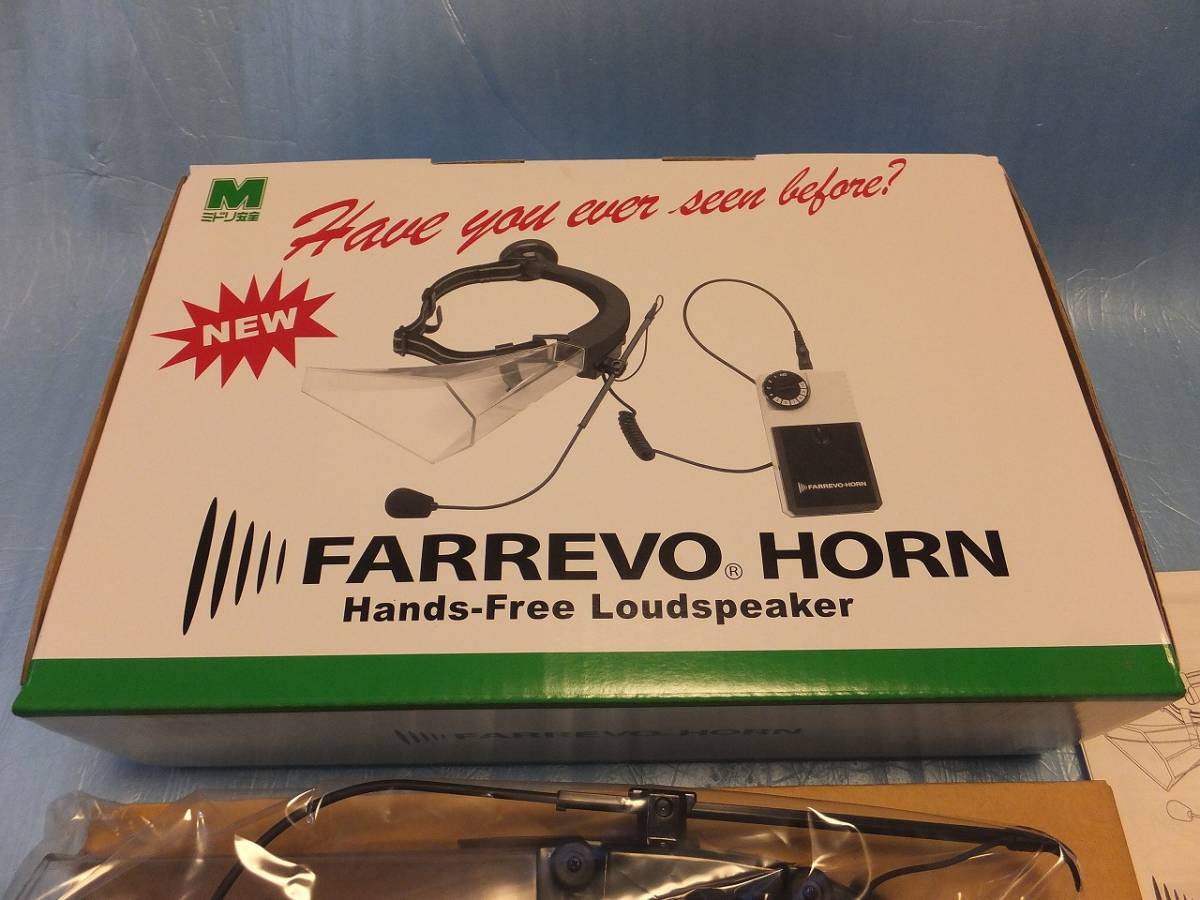 M
ミドリ安全
Have you ever seen before?
NEW
FARREVO-HORN
FARREVO® HORN
Hands-Free Loudspeaker
FARREVO-HORN